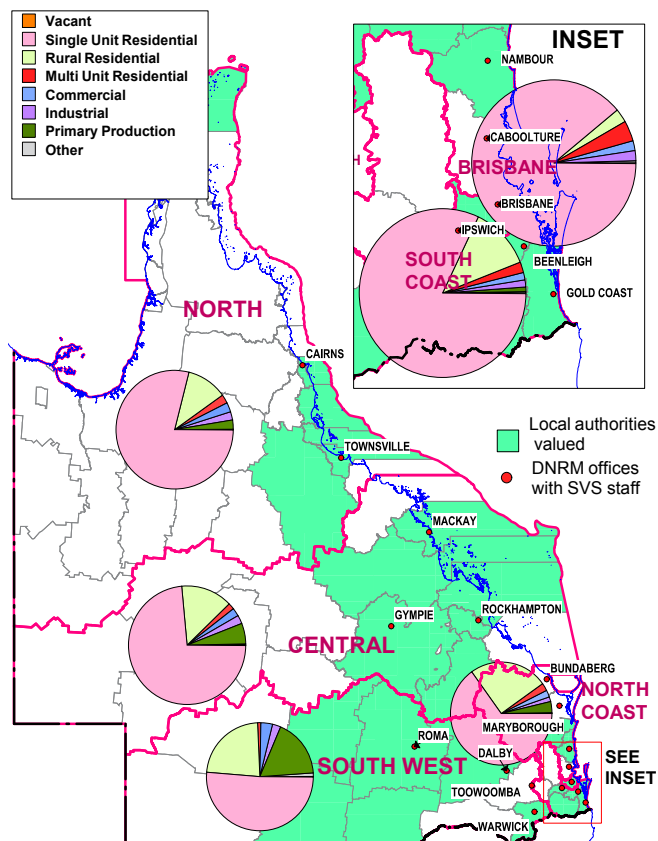 Vacant
Single Unit Residential
Rural Residential
Multi Unit Residential
Commercial
Industrial
Primary Production
Other
INSET
NAMBOUR
CABOOLTURE
BRISBANE
BRISBANE
IPSWICH
SOUTH
COAST
BEENLEIGH
GOLD COAST
NORTH
CAIRNS
TOWNSVILLE
Local authorities
valued
DNRM offices
with SVS staff
MACKAY
GYMPIE
ROCKHAMPTON
CENTRAL
BUNDABERG
NORTH
COAST
MARYBOROUGH
ROMA
DALBY
SOUTH WEST
SEE
INSET
TOOWOOMBA
WARWICK